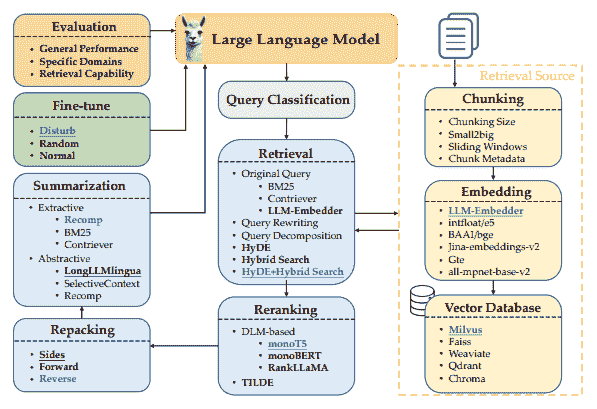 Evaluation
• General Performance
• Specific Domains
• Retrieval Capability
Large Language Model
Fine-tune
• Disturb
• Random
• Normal
Query Classification
Retrieval Source
Chunking
• Chunking Size
• Small2big
• Sliding Windows
• Chunk Metadata
Summarization
• Extractive
• Recomp
• BM25
• Contriever
• Abstractive
• LongLLMlingua
• SelectiveContext
• Recomp
Retrieval
• Original Query
• BM25
• Contriever
• LLM-Embedder
• Query Rewriting
• Query Decomposition
• HyDE
• Hybrid Search
• HyDE+Hybrid Search
Embedding
• LLM-Embedder
• intfloat/e5
• BAAI/bge
• Jina-embeddings-v2
• Gte
• all-mpnet-base-v2
Repacking
• Sides
• Forward
• Reverse
Reranking
• DLM-based
• monoT5
• monoBERT
• RankLLaMA
• TILDE
Vector Database
• Milvus
• Faiss
• Weaviate
• Qdrant
• Chroma